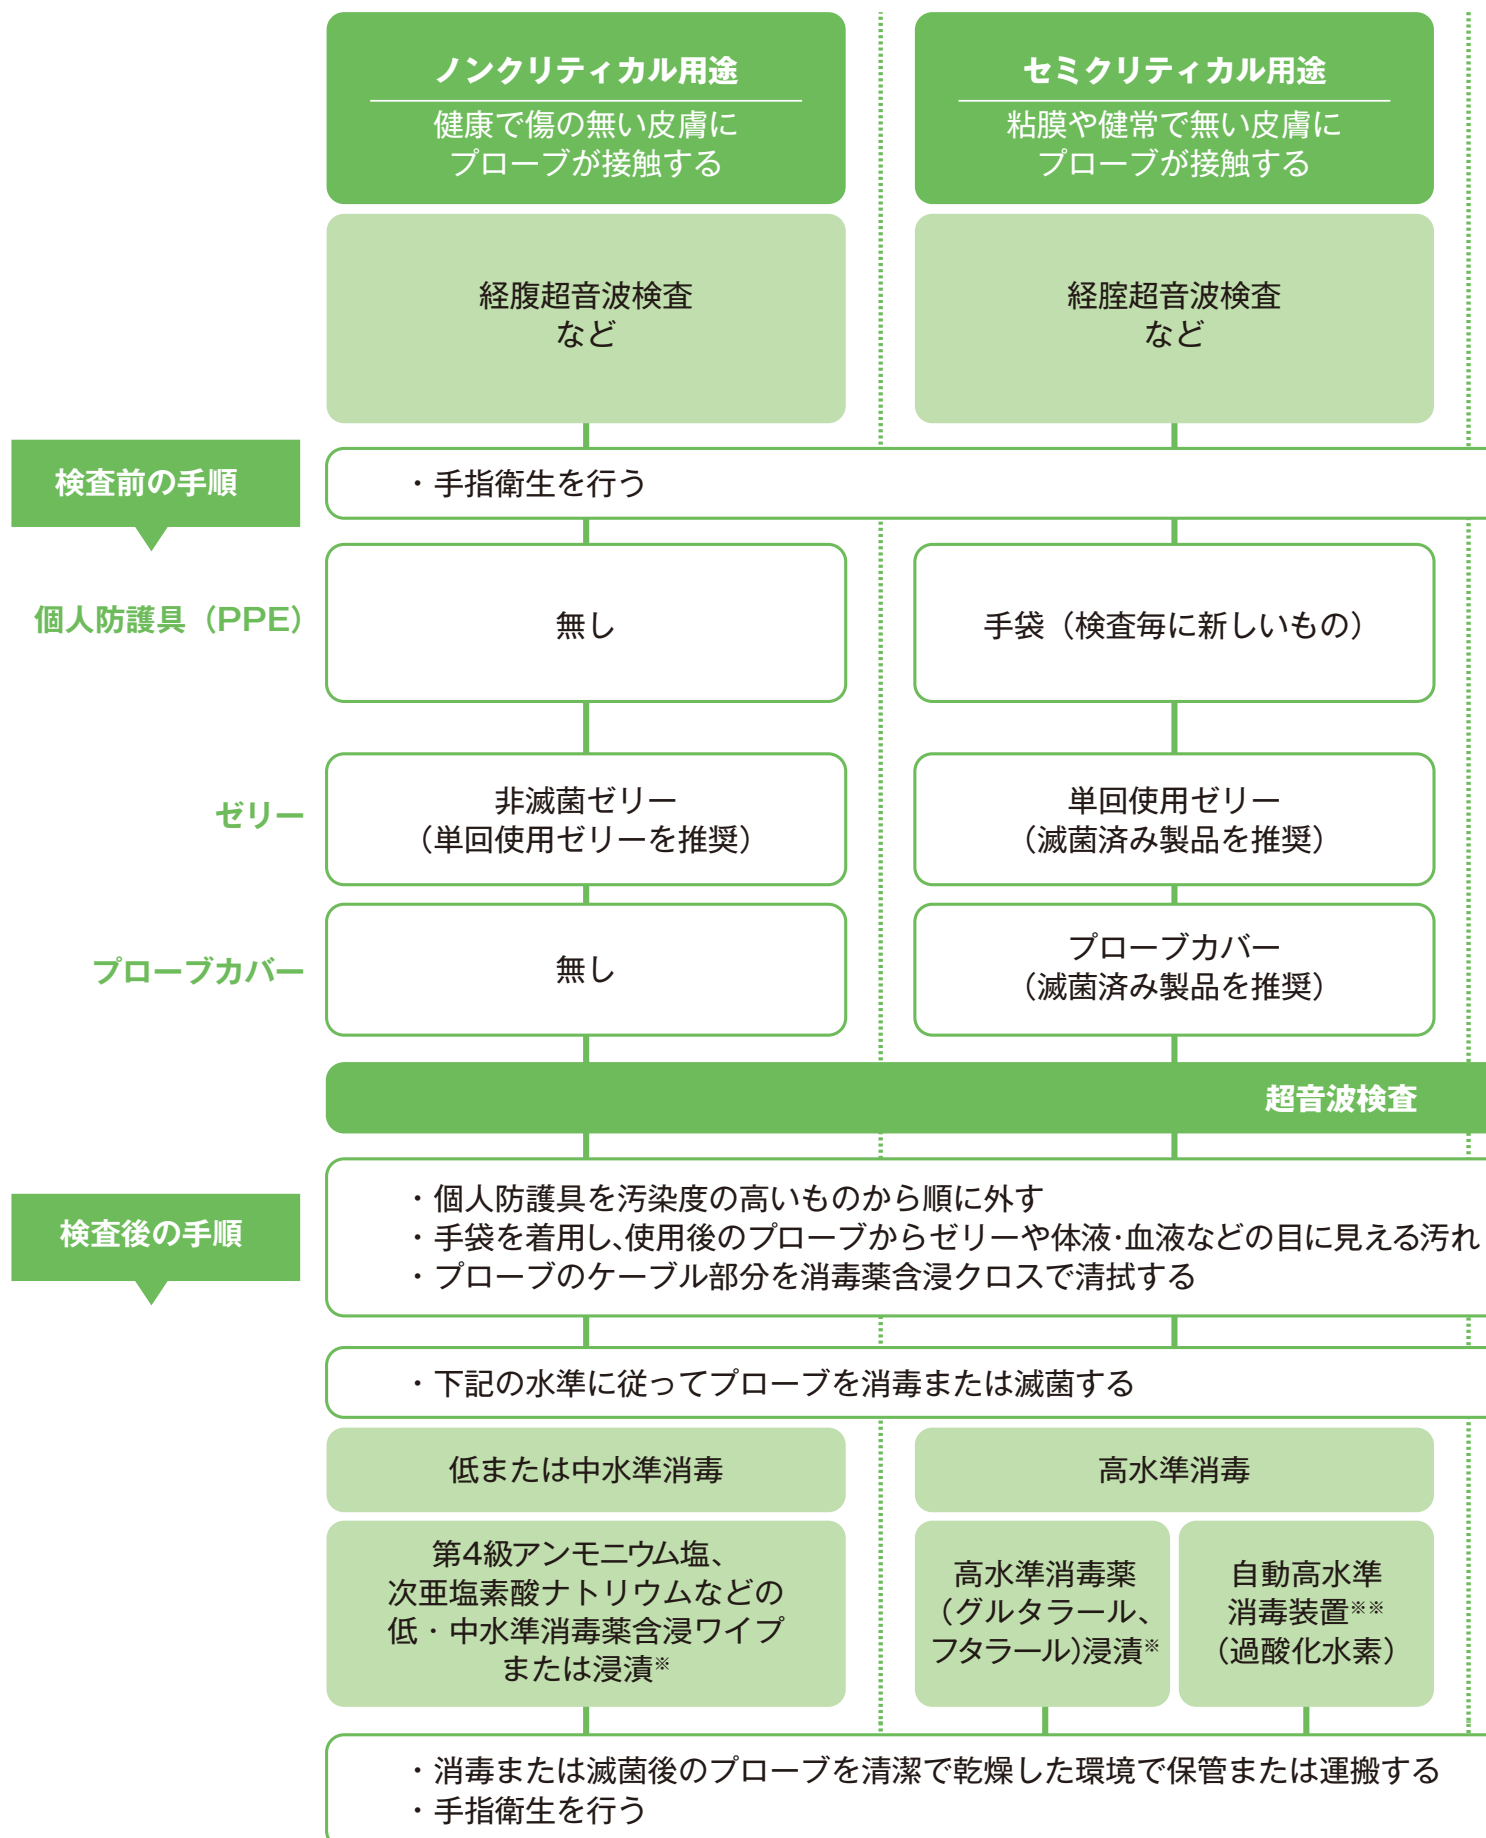 ノンクリティカル用途
健康で傷の無い皮膚に
プローブが接触する
セミクリティカル用途
粘膜や健常で無い皮膚に
プローブが接触する
経腹超音波検査
など
経腟超音波検査
など
検査前の手順
・手指衛生を行う
個人防護具（PPE）
無し
手袋（検査毎に新しいもの）
ゼリー
非滅菌ゼリー
（単回使用ゼリーを推奨）
単回使用ゼリー
（滅菌済み製品を推奨）
プローブカバー
無し
プローブカバー
（滅菌済み製品を推奨）
超音波検査
検査後の手順
・個人防護具を汚染度の高いものから順に外す
・手袋を着用し、使用後のプローブからゼリーや体液・血液などの目に見える汚れ
・プローブのケーブル部分を消毒薬含浸クロスで清拭する
・下記の水準に従ってプローブを消毒または滅菌する
低または中水準消毒
高水準消毒
第4級アンモニウム塩、
次亜塩素酸ナトリウムなどの
低・中水準消毒薬含浸ワイプ
または浸漬※
高水準消毒薬
（グルタラール、
フタラール）浸漬※
自動高水準
消毒装置※※
（過酸化水素）
・消毒または滅菌後のプローブを清潔で乾燥した環境で保管または運搬する
・手指衛生を行う